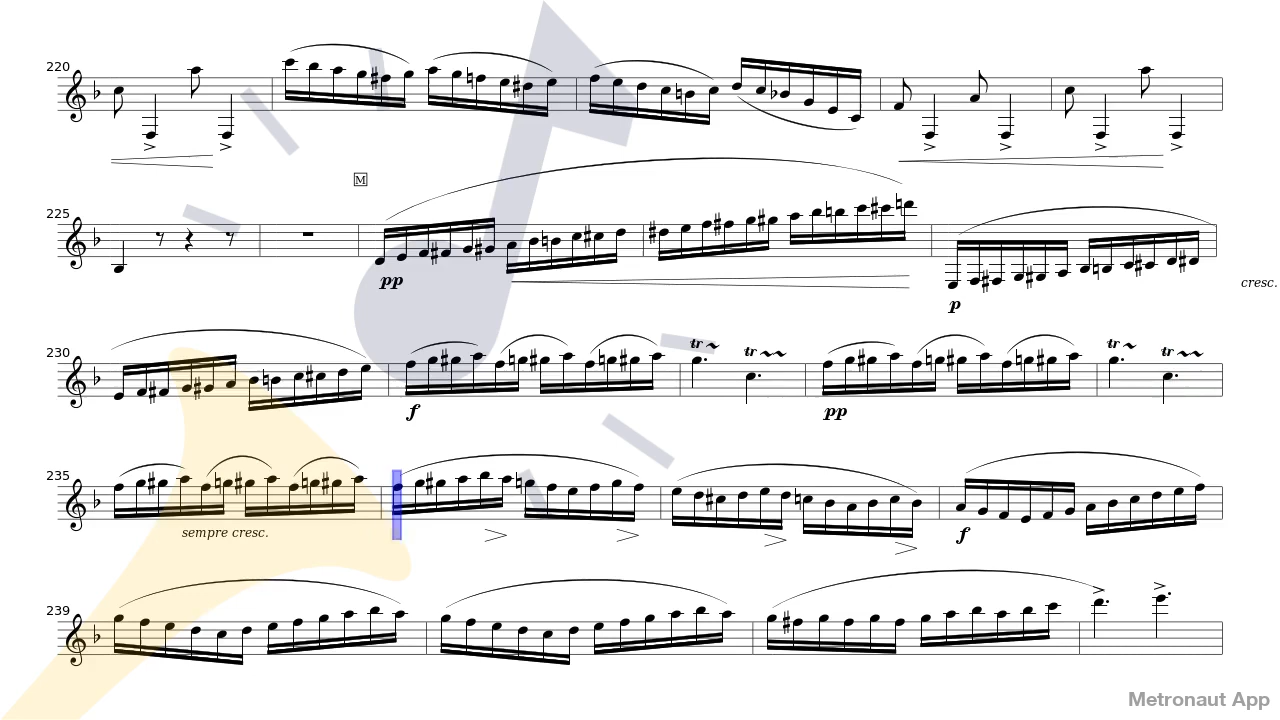 220
M
225
pp
p
cresc.
230
tr tr tr tr
f
pp
235
sempre cresc.
f
239
Metronaut App